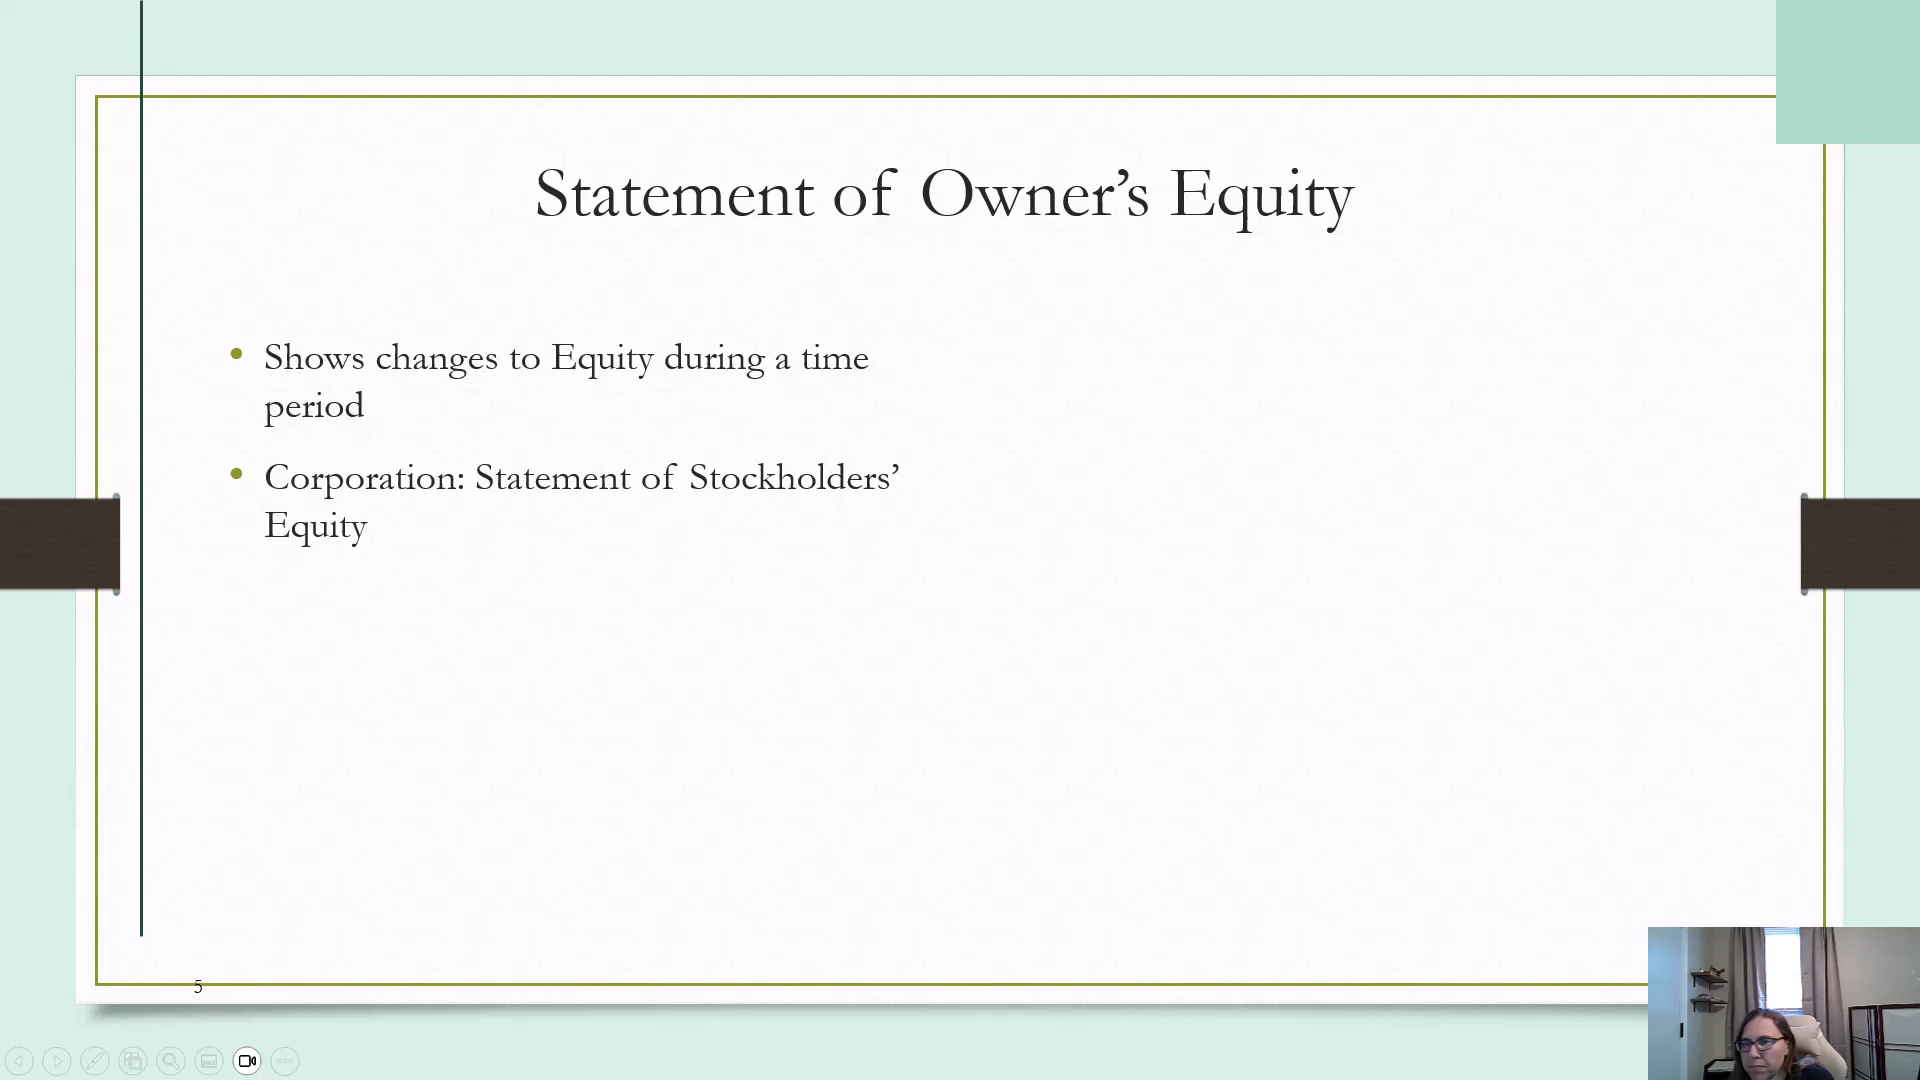 Statement of Owner’s Equity
• Shows changes to Equity during a time
period
• Corporation: Statement of Stockholders’
Equity
5